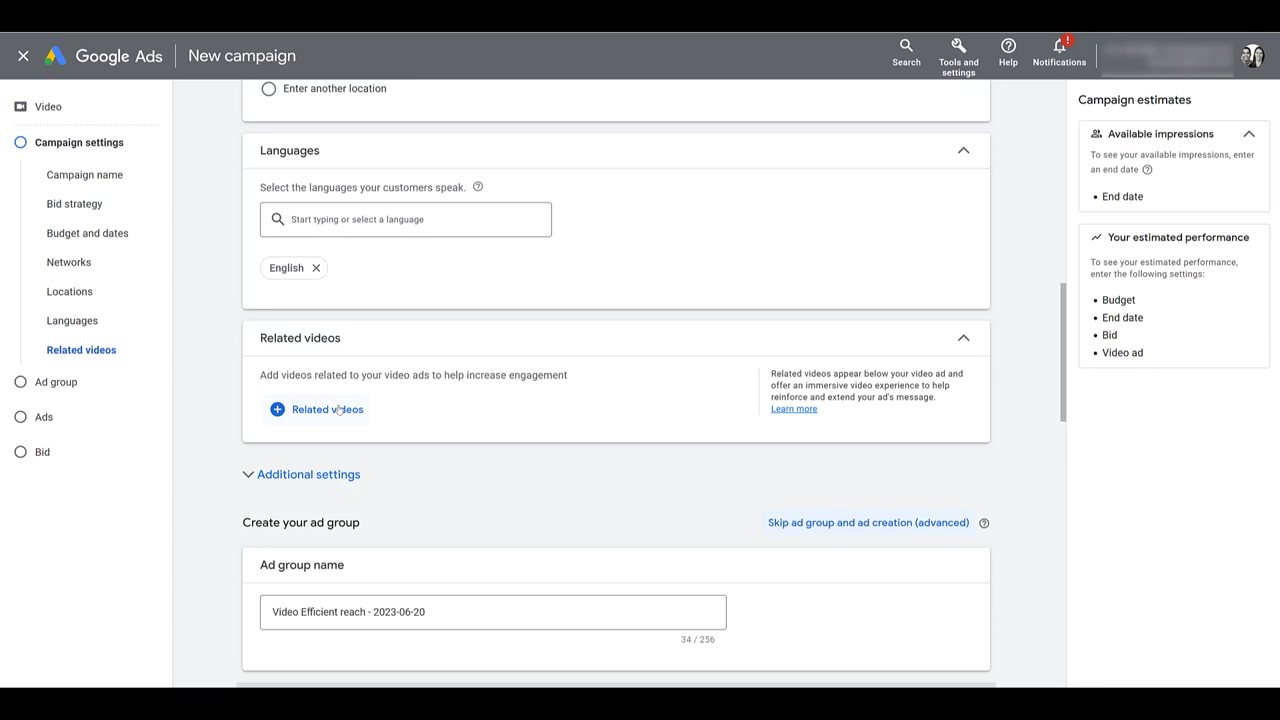 Google Ads
New campaign
Search
Tools and
settings
Help
!
Notifications
Video
Campaign settings
Campaign name
Bid strategy
Budget and dates
Networks
Locations
Languages
Related videos
Ad group
Ads
Bid
Enter another location
Languages
Select the languages your customers speak.
Start typing or select a language
English
Related videos
Add videos related to your video ads to help increase engagement
Related videos
Related videos appear below your video ad and
offer an immersive video experience to help
reinforce and extend your ad's message.
Learn more
Additional settings
Create your ad group
Skip ad group and ad creation (advanced)
Ad group name
Video Efficient reach - 2023-06-20
34 / 256
Campaign estimates
Available impressions
To see your available impressions, enter
an end date
• End date
Your estimated performance
To see your estimated performance,
enter the following settings:
• Budget
• End date
• Bid
• Video ad